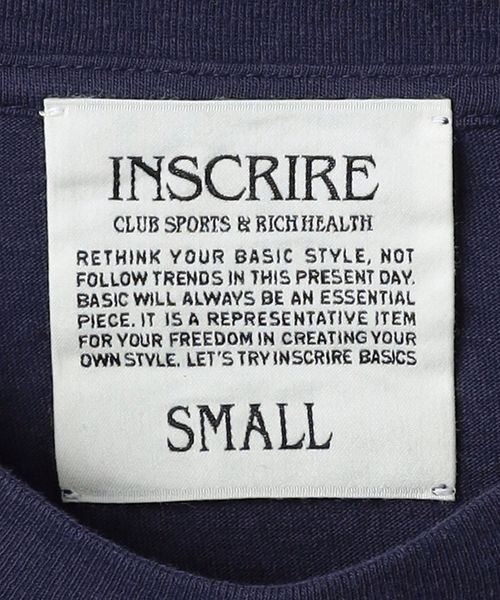 INSCRIRE
CLUB SPORTS & RICH HEALTH
RETHINK YOUR BASIC STYLE, NOT
FOLLOW TRENDS IN THIS PRESENT DAY.
BASIC WILL ALWAYS BE AN ESSENTIAL
PIECE. IT IS A REPRESENTATIVE ITEM
FOR YOUR FREEDOM IN CREATING YOUR
OWN STYLE. LET'S TRY INSCRIRE BASICS
SMALL